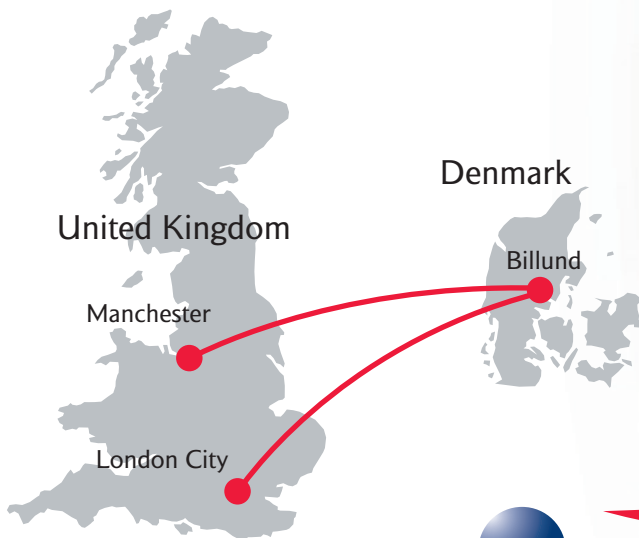 Denmark
United Kingdom
Billund
Manchester
London City